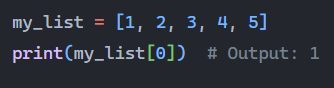 my_list = [1, 2, 3, 4, 5]
print(my_list[0])  # Output: 1